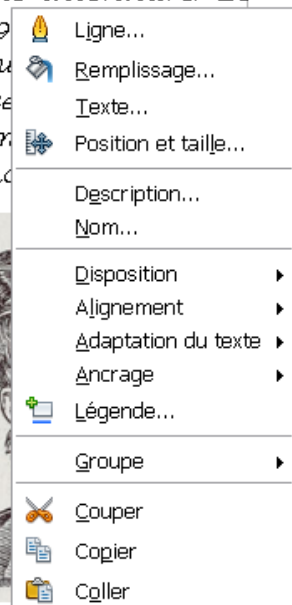 Ligne...
Remplissage...
Texte...
Position et taille...
Description...
Nom...
Disposition
Alignement
Adaptation du texte
Ancrage
Légende...
Groupe
Couper
Copier
Coller